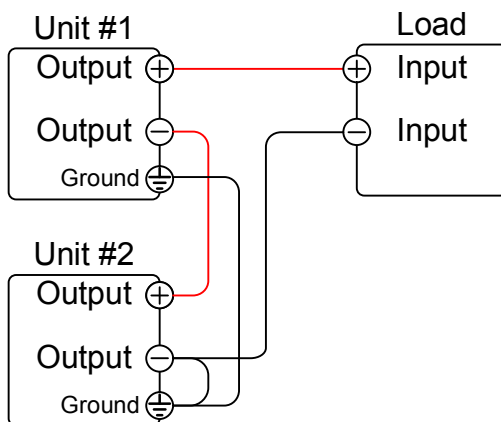 Unit #1
Output +
Output −
Ground
Unit #2
Output +
Output −
Ground
Load
+ Input
− Input